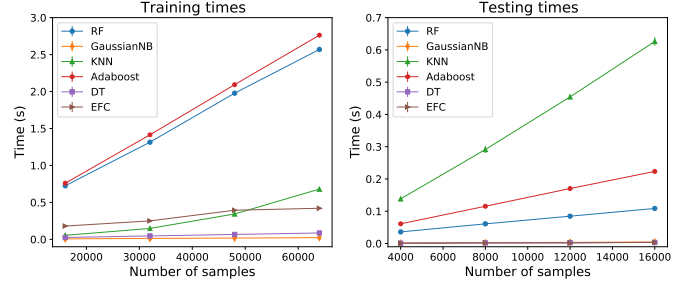 Training times
3.0
2.5
2.0
1.5
1.0
0.5
0.0
Time (s)
RF
GaussianNB
KNN
Adaboost
DT
EFC
20000 30000 40000 50000 60000
Number of samples
Testing times
0.7
0.6
0.5
0.4
0.3
0.2
0.1
0.0
Time (s)
RF
GaussianNB
KNN
Adaboost
DT
EFC
4000 6000 8000 10000 12000 14000 16000
Number of samples